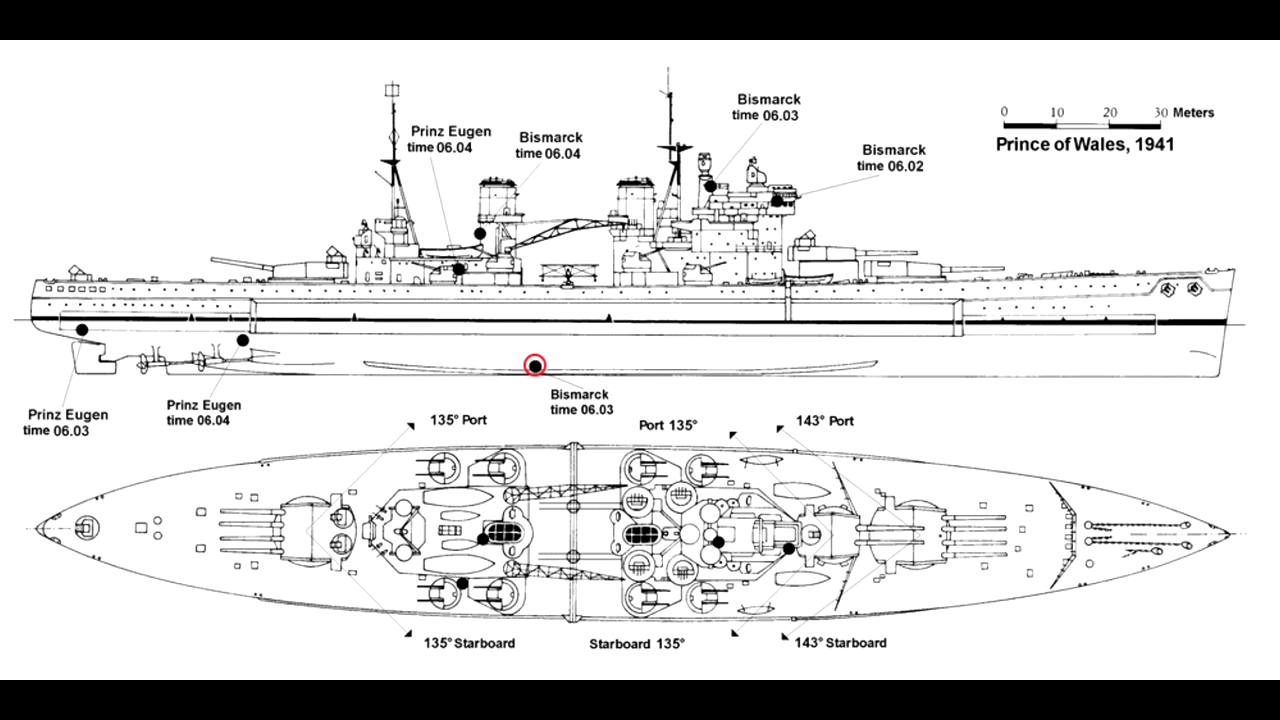 Bismarck
time 06.03
0 10 20 30 Meters
Prince of Wales, 1941
Prinz Eugen
time 06.04
Bismarck
time 06.04
Bismarck
time 06.02
Prinz Eugen
time 06.03
Prinz Eugen
time 06.04
Bismarck
time 06.03
135° Port
Port 135°
143° Port
135° Starboard
Starboard 135°
143° Starboard